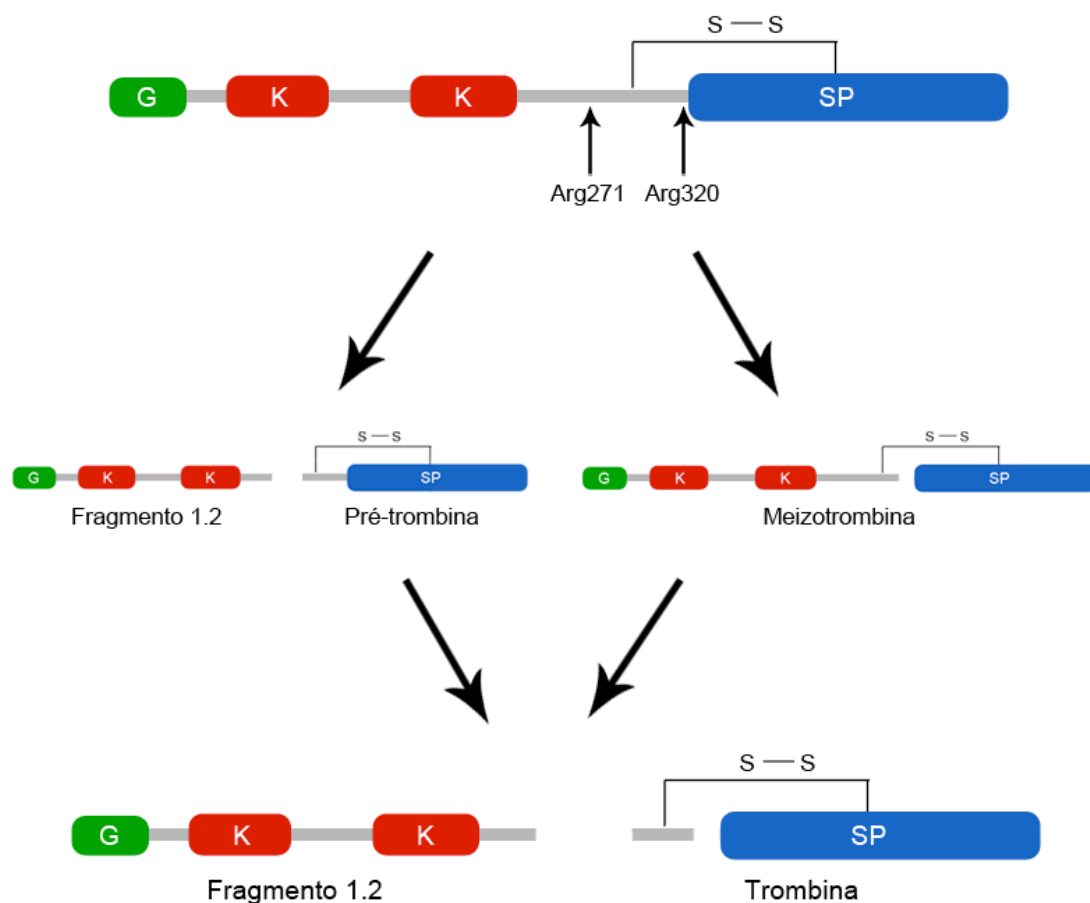 S — S
G K K SP
Arg271 Arg320
S — S S — S
G K K SP G K K SP
Fragmento 1.2 Pré-trombina Meizotrombina
S — S
G K K SP
Fragmento 1.2 Trombina